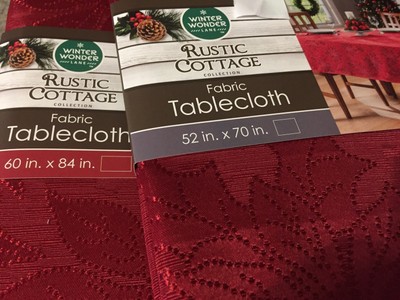 WINTER
WONDER
LANE
RUSTIC
COTTAGE
COLLECTION
Fabric
Tablecloth
60 in. x 84 in.
WINTER
WONDER
LANE
RUSTIC
COTTAGE
COLLECTION
Fabric
Tablecloth
52 in. x 70 in.